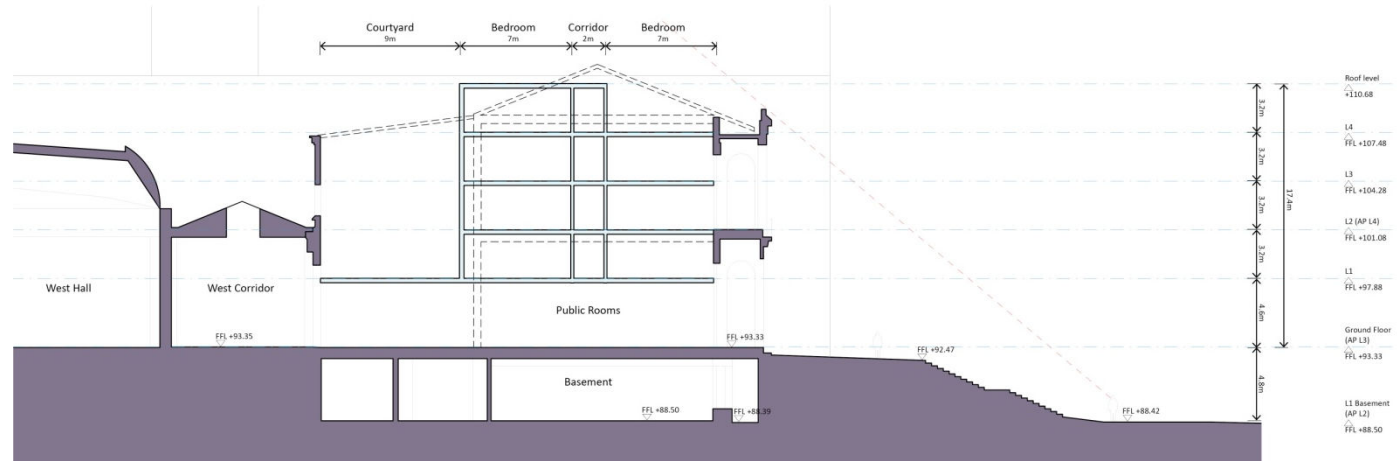 Courtyard
9m
Bedroom
7m
Corridor
2m
Bedroom
7m
Roof level
+110.68
3.2m
L4
FFL +107.48
3.2m
L3
FFL +104.28
3.2m
17.4m
L2 (AP L4)
FFL +101.08
3.2m
L1
FFL +97.88
West Hall
West Corridor
Public Rooms
4.6m
FFL +93.35
FFL +93.33
Ground Floor
(AP L3)
FFL +93.33
+92.47
Basement
4.8m
FFL +88.50
FFL +88.39
FFL +88.42
L1 Basement
(AP L2)
FFL +88.50